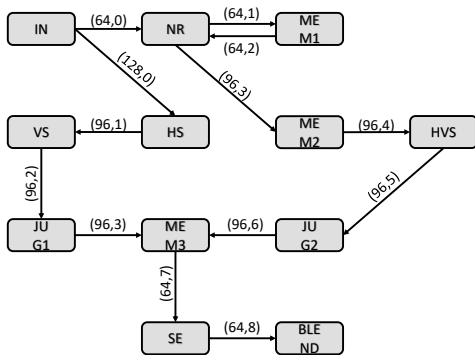 IN
(64,0)
NR
(64,1)
(64,2)
ME
M1
(128,0)
(96,3)
VS
(96,1)
HS
ME
M2
(96,4)
HVS
(96,2)
(96,5)
JU
G1
(96,3)
ME
M3
(96,6)
JU
G2
(64,7)
SE
(64,8)
BLE
ND